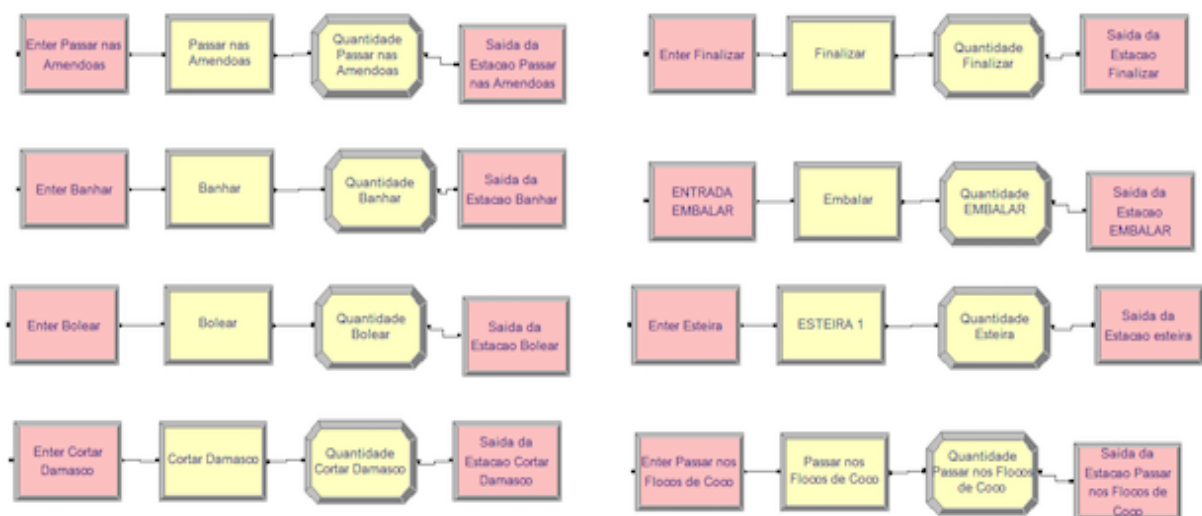 Enter Passar nas
Amendoas
Passar nas
Amendoas
Quantidade
Passar nas
Amendoas
Saida da
Estacao Passar
nas Amendoas
Enter Finalizar
Finalizar
Quantidade
Finalizar
Saida da
Estacao
Finalizar
Enter Banhar
Banhar
Quantidade
Banhar
Saida da
Estacao Banhar
ENTRADA
EMBALAR
Embalar
Quantidade
EMBALAR
Saida da
Estacao
EMBALAR
Enter Bolear
Bolear
Quantidade
Bolear
Saida da
Estacao Bolear
Enter Esteira
ESTEIRA 1
Quantidade
Esteira
Saida da
Estacao esteira
Enter Cortar
Damasco
Cortar Damasco
Quantidade
Cortar Damasco
Saida da
Estacao Cortar
Damasco
Enter Passar nos
Flocos de Coco
Passar nos
Flocos de Coco
Quantidade
Passar nos Flocos
de Coco
Saida da
Estacao Passar
nos Flocos de
Coco